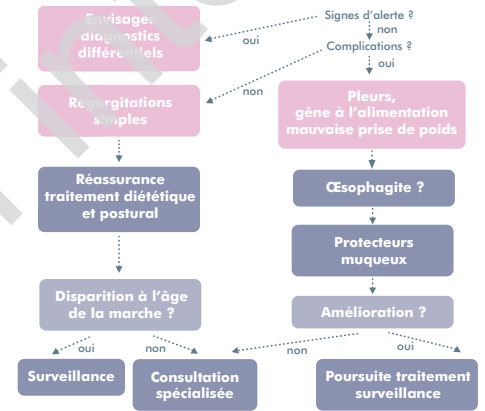 Envisager
diagnostics
différentiels
Signes d'alerte ?
oui
non
Complications ?
oui
non
Régurgitations
simples
Pleurs,
gêne à l'alimentation
mauvaise prise de poids
Réassurance
traitement diététique
et postural
Œsophagite ?
Protecteurs
muqueux
Disparition à l'âge
de la marche ?
Amélioration ?
oui
non
non
oui
Surveillance
Consultation
spécialisée
Poursuite traitement
surveillance